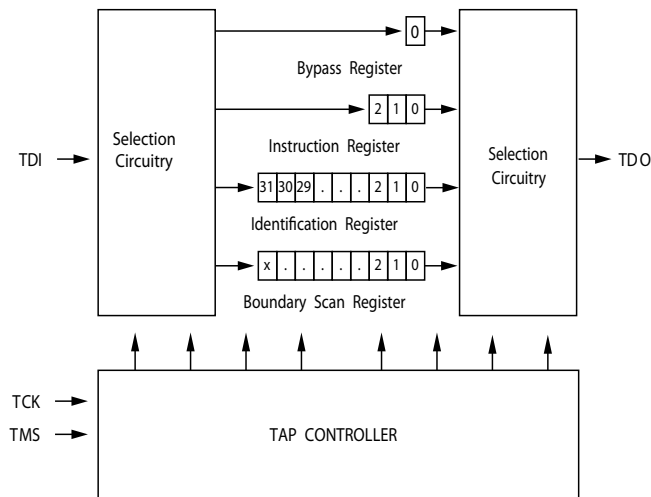 0
Bypass Register
2 1 0
Selection
Circuitry
Selection
Circuitry
TDI
Instruction Register
TDO
31 30 29 . . . 2 1 0
Identification Register
x . . . . . 2 1 0
Boundary Scan Register
TCK
TMS
TAP CONTROLLER